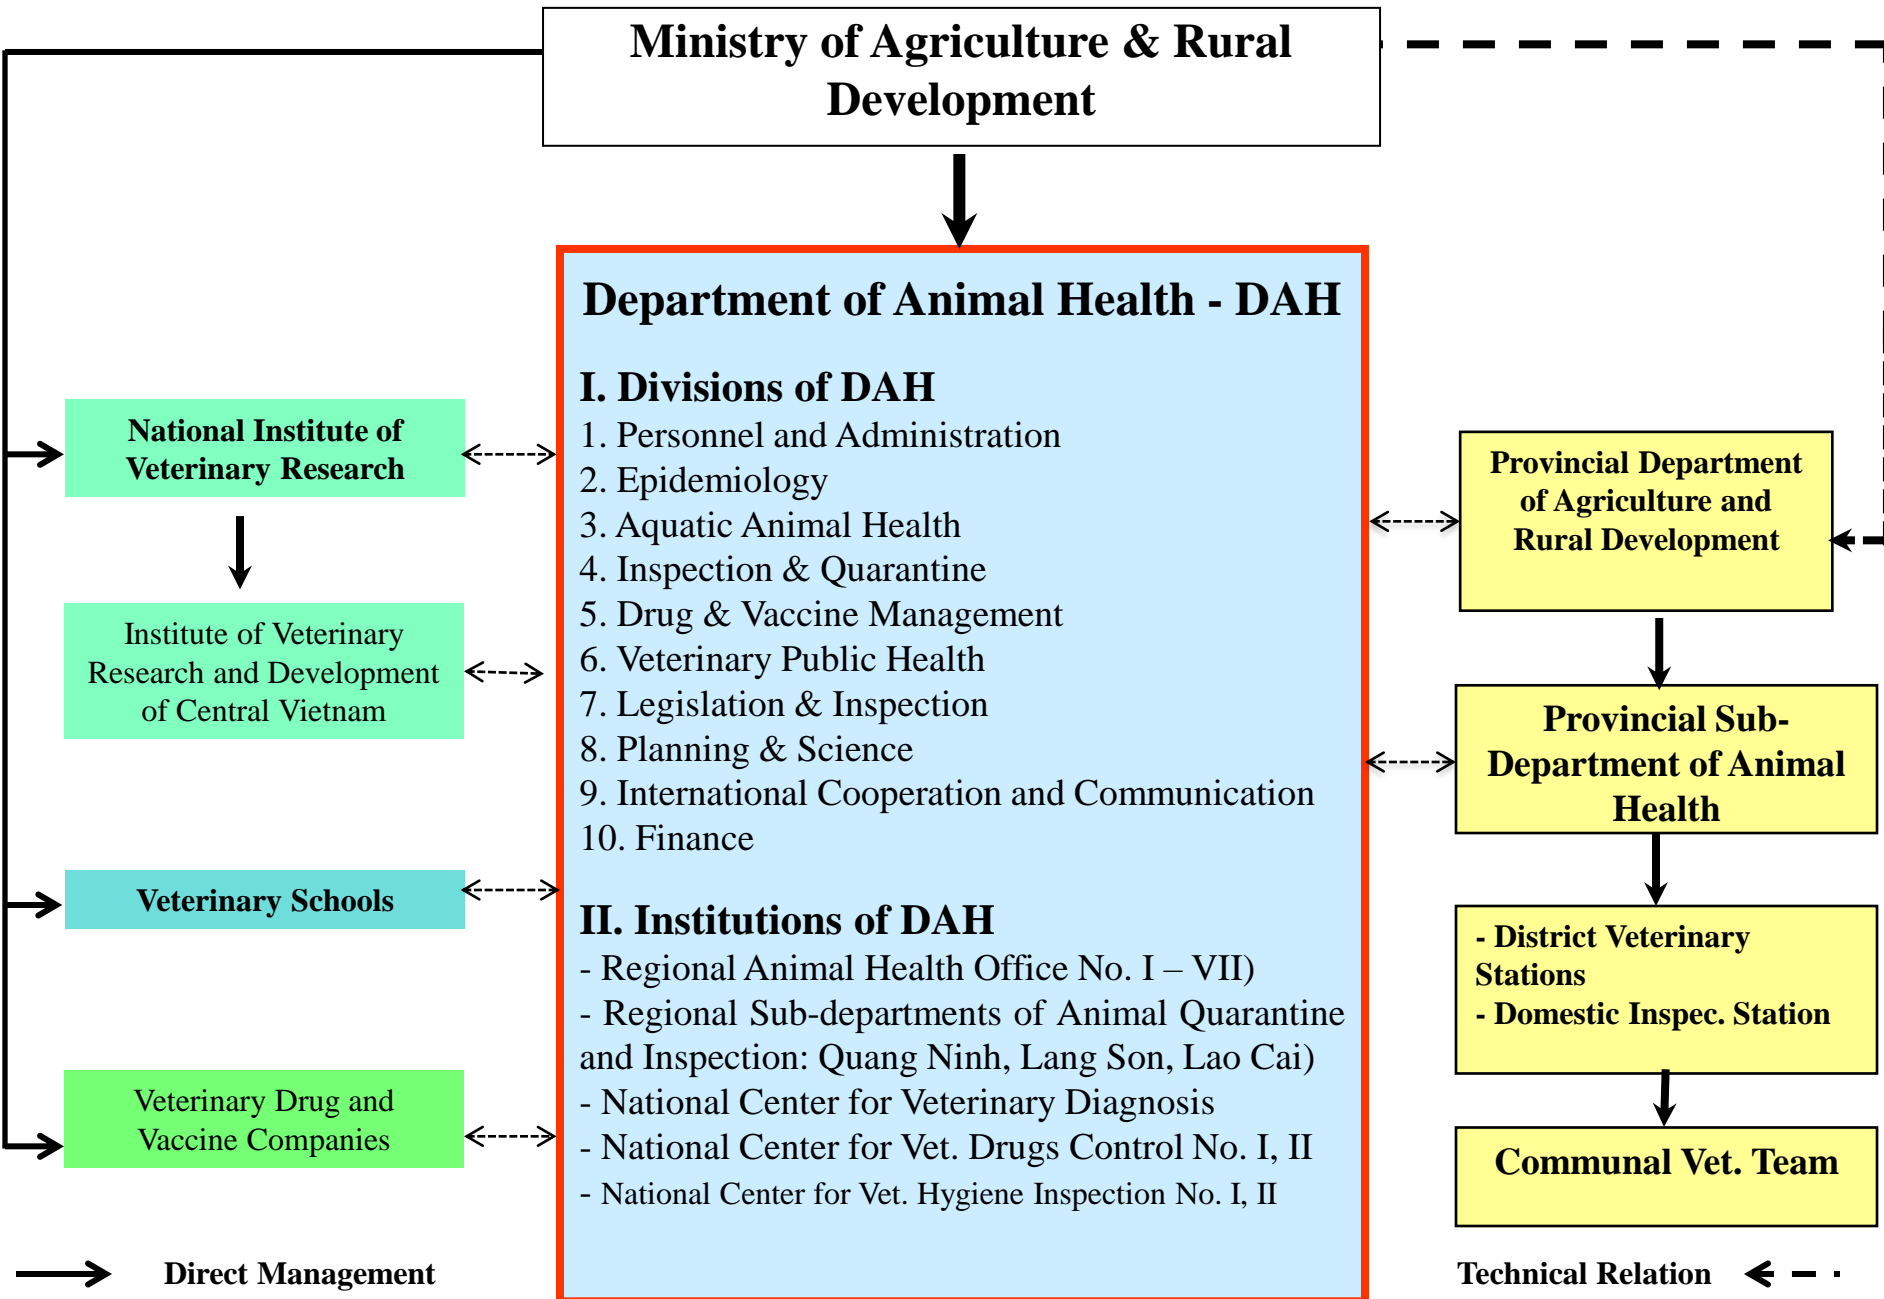 Ministry of Agriculture & Rural
Development
Department of Animal Health - DAH
I. Divisions of DAH
1. Personnel and Administration
2. Epidemiology
3. Aquatic Animal Health
4. Inspection & Quarantine
5. Drug & Vaccine Management
6. Veterinary Public Health
7. Legislation & Inspection
8. Planning & Science
9. International Cooperation and Communication
10. Finance
II. Institutions of DAH
- Regional Animal Health Office No. I – VII)
- Regional Sub-departments of Animal Quarantine
and Inspection: Quang Ninh, Lang Son, Lao Cai)
- National Center for Veterinary Diagnosis
- National Center for Vet. Drugs Control No. I, II
- National Center for Vet. Hygiene Inspection No. I, II
National Institute of
Veterinary Research
Institute of Veterinary
Research and Development
of Central Vietnam
Veterinary Schools
Veterinary Drug and
Vaccine Companies
Provincial Department
of Agriculture and
Rural Development
Provincial Sub-
Department of Animal
Health
- District Veterinary
Stations
- Domestic Inspec. Station
Communal Vet. Team
Direct Management
Technical Relation